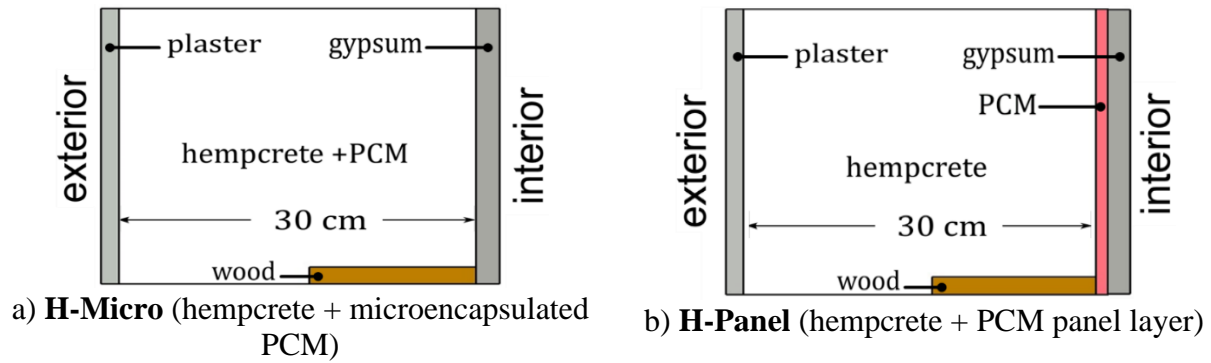 plaster
gypsum
exterior
hempcrete +PCM
interior
30 cm
wood
a) H-Micro (hempcrete + microencapsulated
PCM)
plaster
gypsum
PCM
exterior
hempcrete
interior
30 cm
wood
b) H-Panel (hempcrete + PCM panel layer)